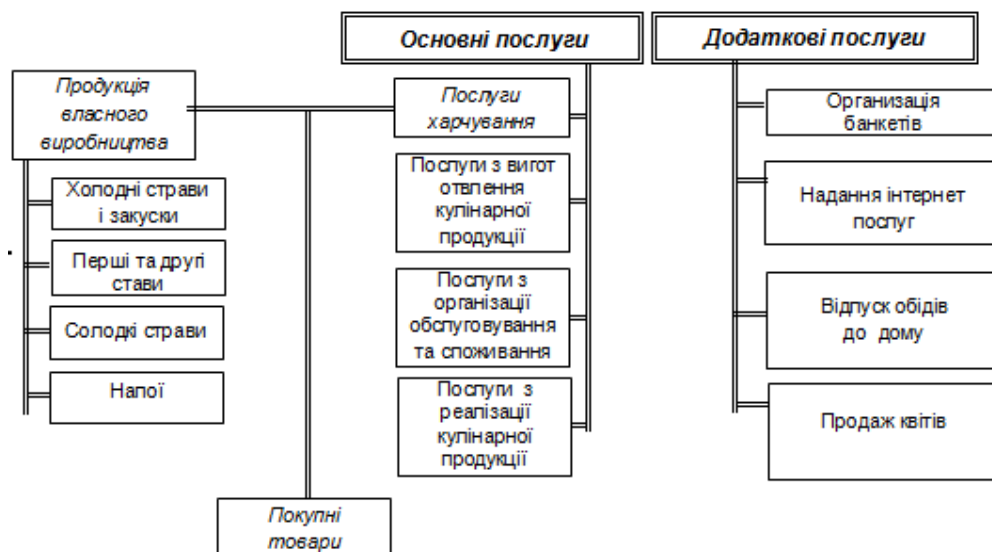 Основні послуги
Додаткові послуги
Продукція
власного
виробництва
Холодні страви
і закуски
Перші та другі
стави
Солодкі страви
Напої
Послуги
харчування
Послуги з вигот
отвлення
кулінарної
продукції
Послуги з
організації
обслуговування
та споживання
Послуги з
реалізації
кулінарної
продукції
Покупні
товари
Организація
банкетів
Надання інтернет
послуг
Відпуск обідів
до дому
Продаж квітів